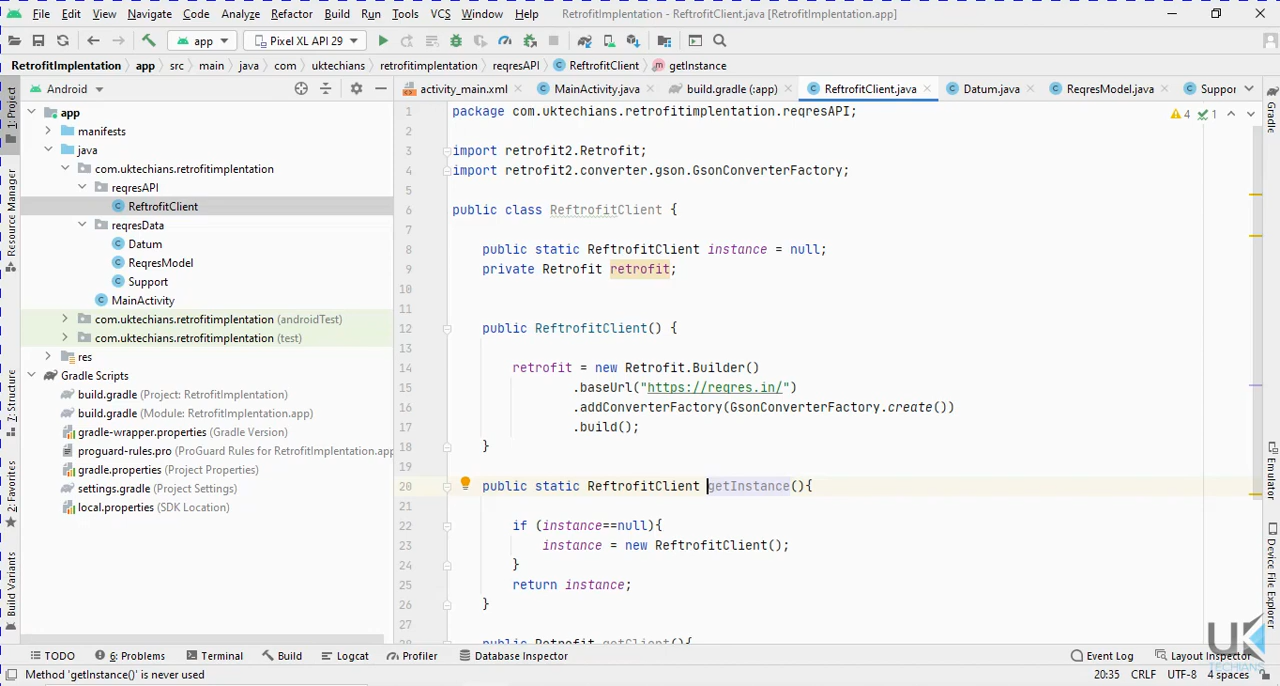 File Edit View Navigate Code Analyze Refactor Build Run Tools VCS Window Help RetrofitImplentation - ReftrofitClient.java [RetrofitImplentation.app]
app Pixel XL API 29
RetrofitImplentation app src main java com uktechians retrofitimplentation reqresAPI ReftrofitClient getInstance
Android
activity_main.xml MainActivity.java build.gradle (:app) ReftrofitClient.java Datum.java ReqresModel.java Suppor
1: Project
Resource Manager
7: Structure
2: Favorites
Build Variants
app
manifests
java
com.uktechians.retrofitimplentation
reqresAPI
ReftrofitClient
reqresData
Datum
ReqresModel
Support
MainActivity
com.uktechians.retrofitimplentation (androidTest)
com.uktechians.retrofitimplentation (test)
res
Gradle Scripts
build.gradle (Project: RetrofitImplentation)
build.gradle (Module: RetrofitImplentation.app)
gradle-wrapper.properties (Gradle Version)
proguard-rules.pro (ProGuard Rules for RetrofitImplentation.app
gradle.properties (Project Properties)
settings.gradle (Project Settings)
local.properties (SDK Location)
4 1
1 package com.uktechians.retrofitimplentation.reqresAPI;
2
3 import retrofit2.Retrofit;
4 import retrofit2.converter.gson.GsonConverterFactory;
5
6 public class ReftrofitClient {
7
8 public static ReftrofitClient instance = null;
9 private Retrofit retrofit;
10
11
12 public ReftrofitClient() {
13
14 retrofit = new Retrofit.Builder()
15 .baseUrl("https://reqres.in/")
16 .addConverterFactory(GsonConverterFactory.create())
17 .build();
18 }
19
20 public static ReftrofitClient getInstance(){
21
22 if (instance==null){
23 instance = new ReftrofitClient();
24 }
25 return instance;
26 }
27
28 public Retrofit getClient(){
Gradle
Emulator
Device File Explorer
UK
TECHIANS
TODO 6: Problems Terminal Build Logcat Profiler Database Inspector Event Log Layout Inspector
Method 'getInstance()' is never used 20:35 CRLF UTF-8 4 spaces